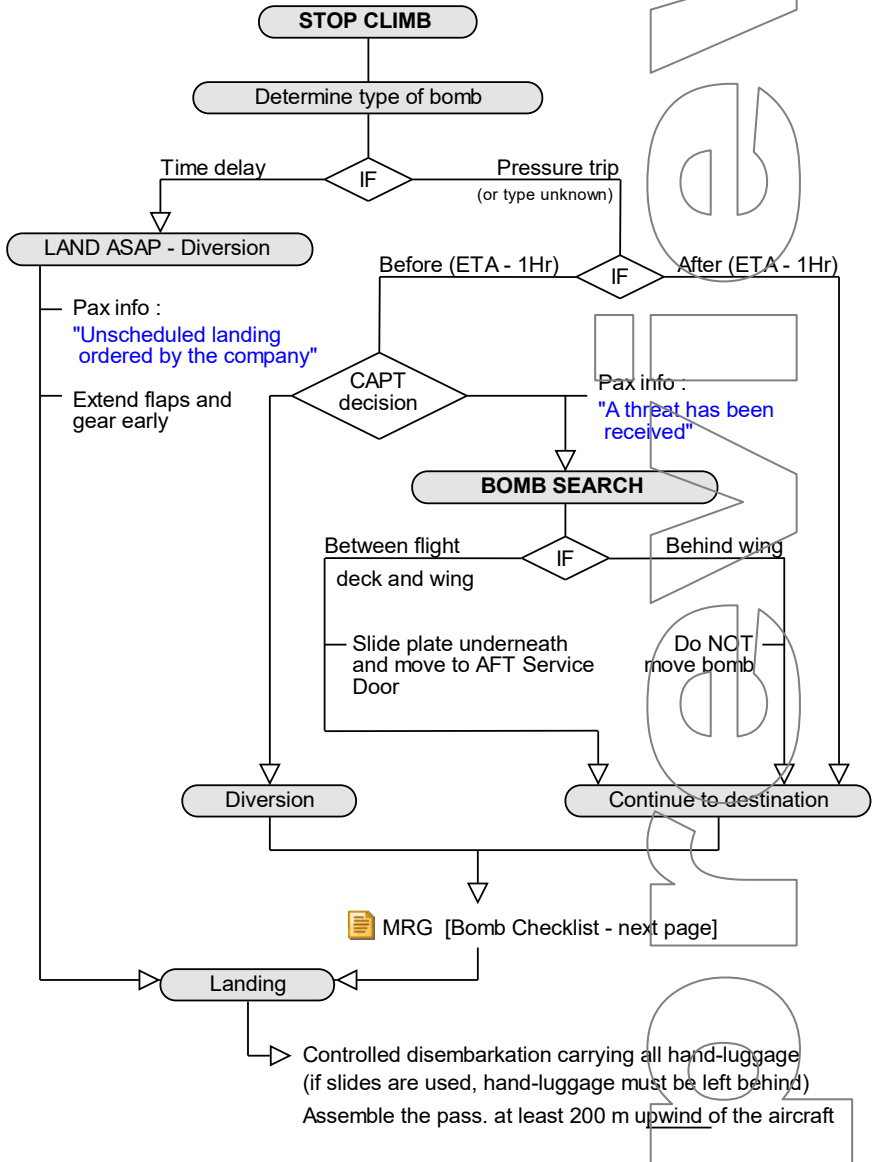 STOP CLIMB
Determine type of bomb
Time delay
IF
Pressure trip
(or type unknown)
LAND ASAP - Diversion
Before (ETA - 1Hr)
IF
After (ETA - 1Hr)
Pax info :
"Unscheduled landing
ordered by the company"
Extend flaps and
gear early
CAPT
decision
Pax info :
"A threat has been
received"
BOMB SEARCH
Between flight
deck and wing
IF
Behind wing
Slide plate underneath
and move to AFT Service
Door
Do NOT
move bomb
Diversion
Continue to destination
MRG [Bomb Checklist - next page]
Landing
Controlled disembarkation carrying all hand-luggage
(if slides are used, hand-luggage must be left behind)
Assemble the pass. at least 200 m upwind of the aircraft